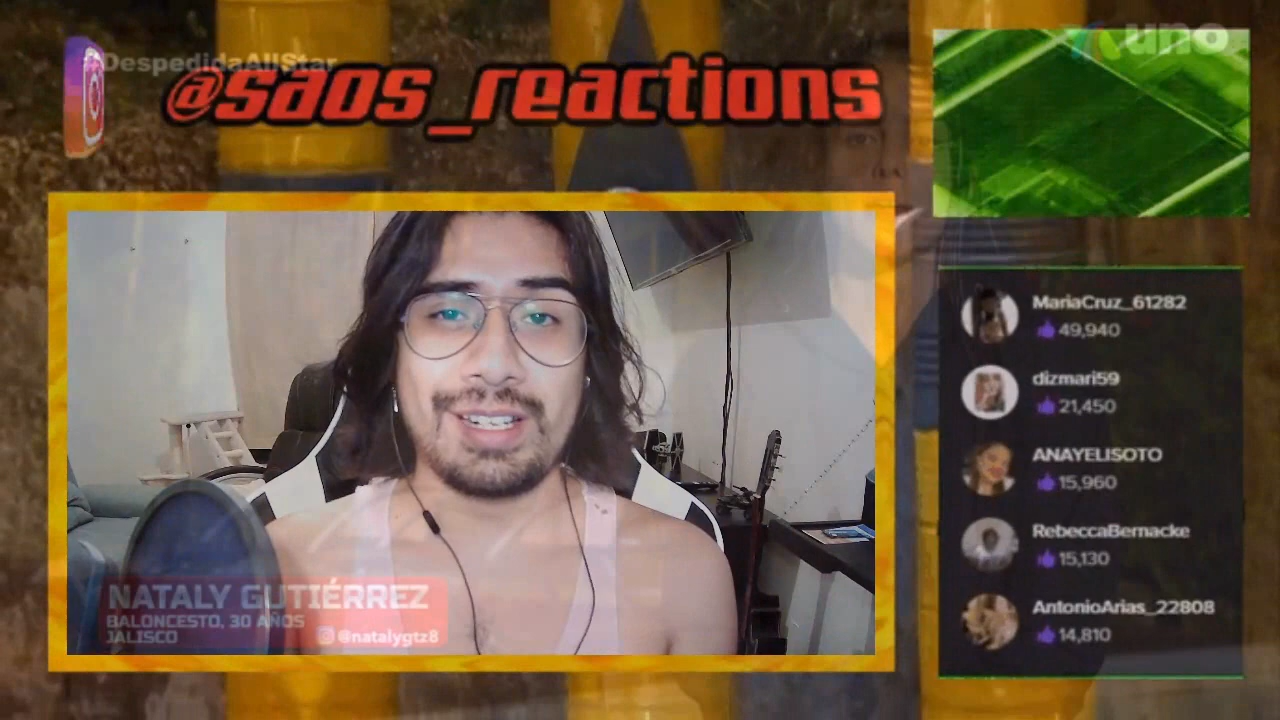 #DespedidaAllStar
@saos_reactions
uno
NATALY GUTIÉRREZ
BALONCESTO, 30 AÑOS
JALISCO
@natalygtz8
MariaCruz_61282
49,940
dizmari59
21,450
ANAYELISOTO
15,960
RebeccaBernacke
15,130
AntonioArias_22808
14,810